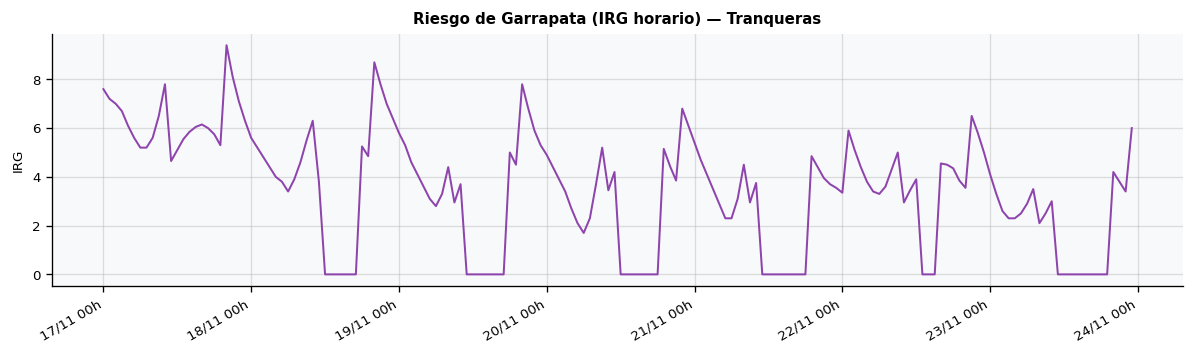 Riesgo de Garrapata (IRG horario) — Tranqueras
IRG
8
6
4
2
0
17/11 00h
18/11 00h
19/11 00h
20/11 00h
21/11 00h
22/11 00h
23/11 00h
24/11 00h